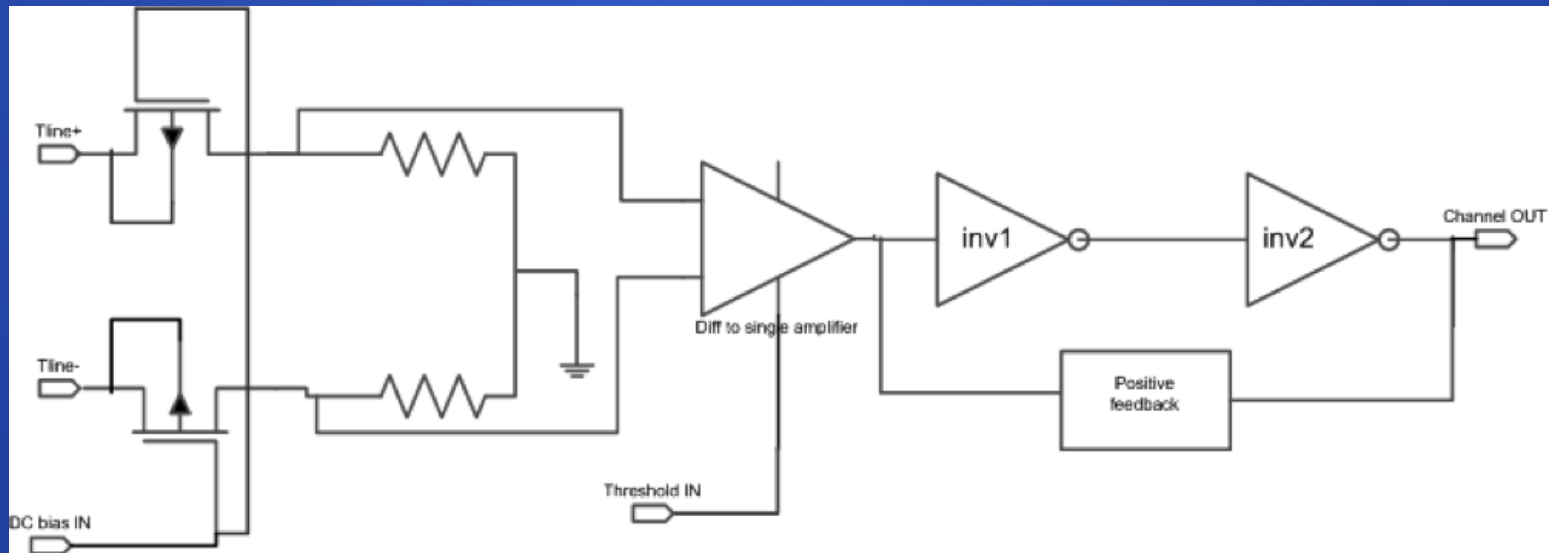 Tline+
Channel OUT
inv1
inv2
Diff to single amplifier
Tline-
Positive
feedback
Threshold IN
DC bias IN